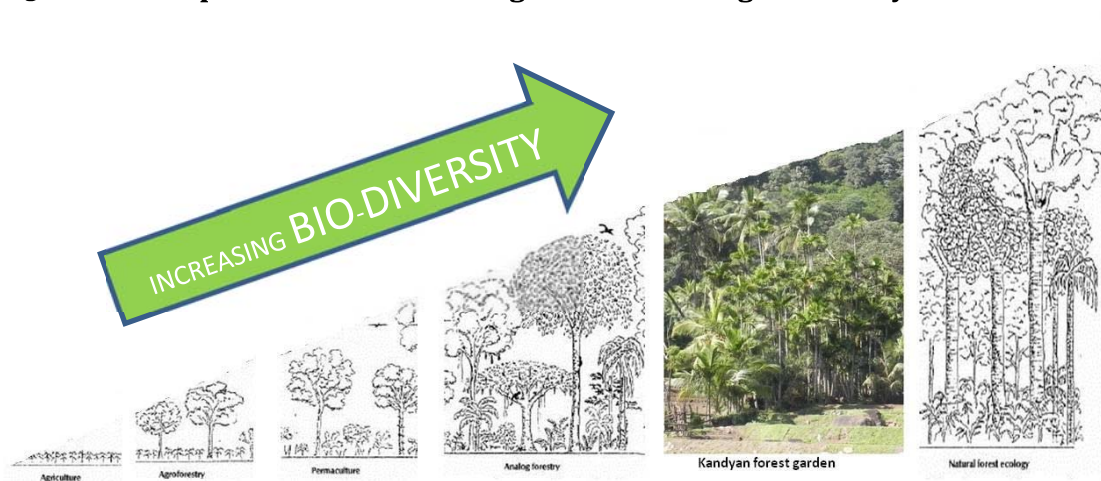 INCREASING BIO-DIVERSITY
Agriculture
Agroforestry
Permaculture
Analog forestry
Kandyan forest garden
Natural forest ecology